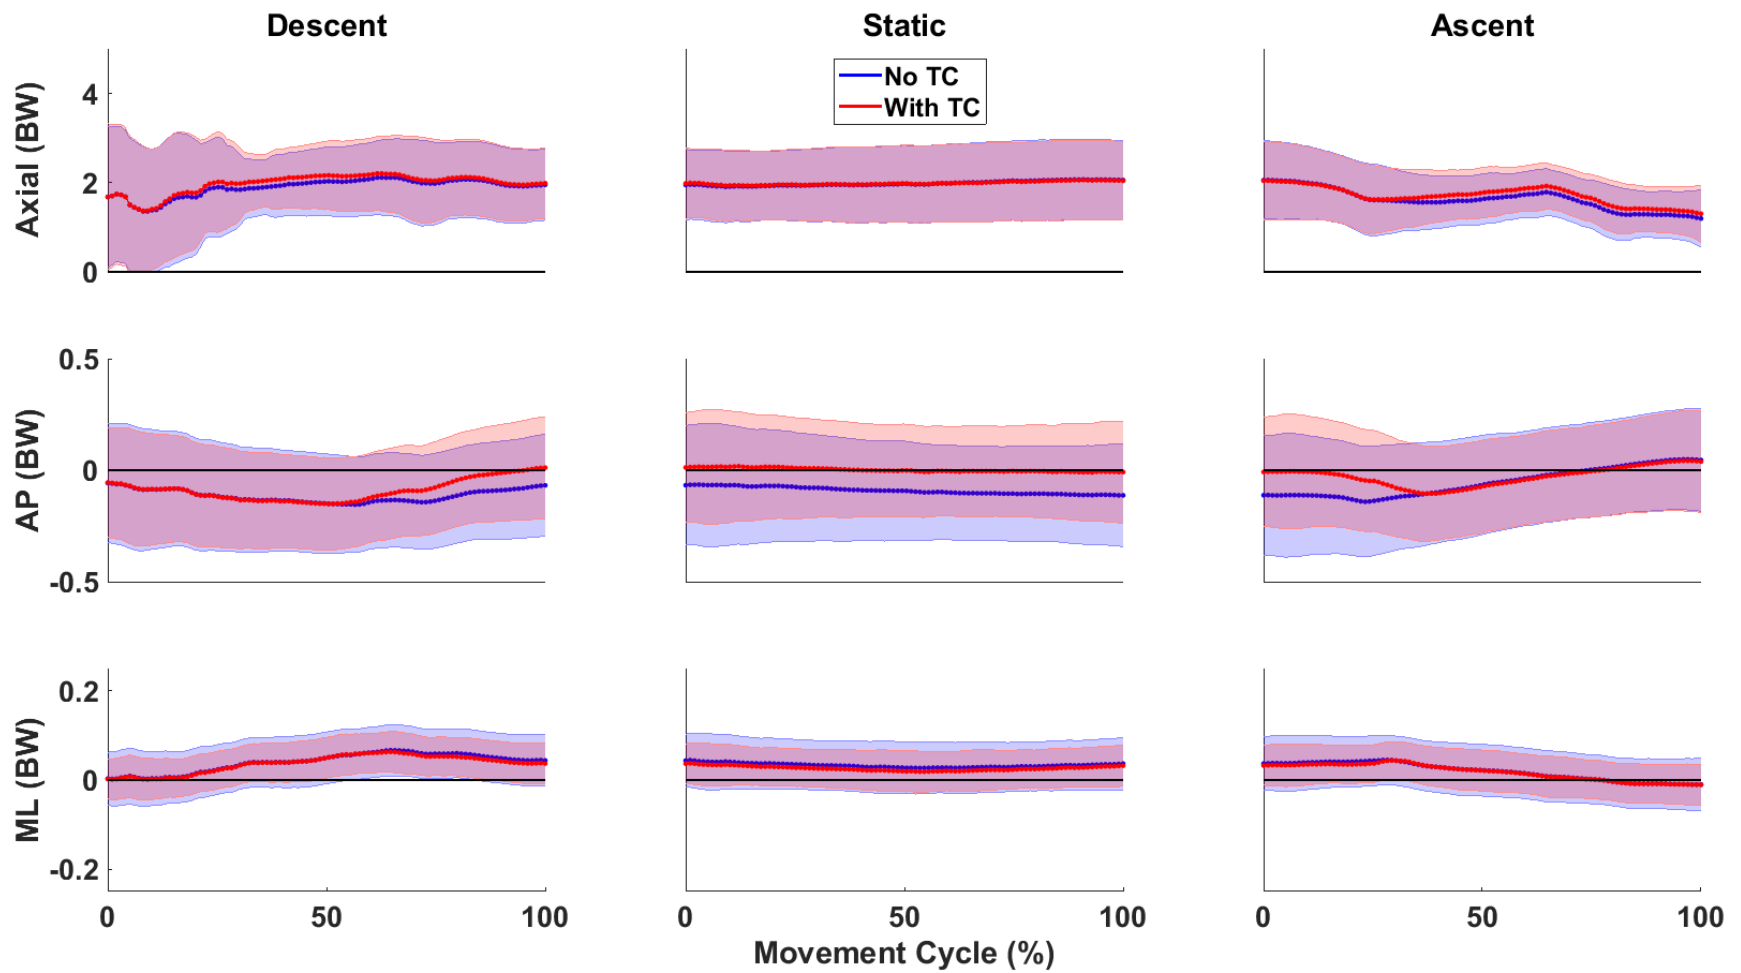 Descent Static Ascent
No TC
With TC
Axial (BW)
4
2
0
AP (BW)
0.5
0
-0.5
ML (BW)
0.2
0
-0.2
0 50 100 0 50 100 0 50 100
Movement Cycle (%)